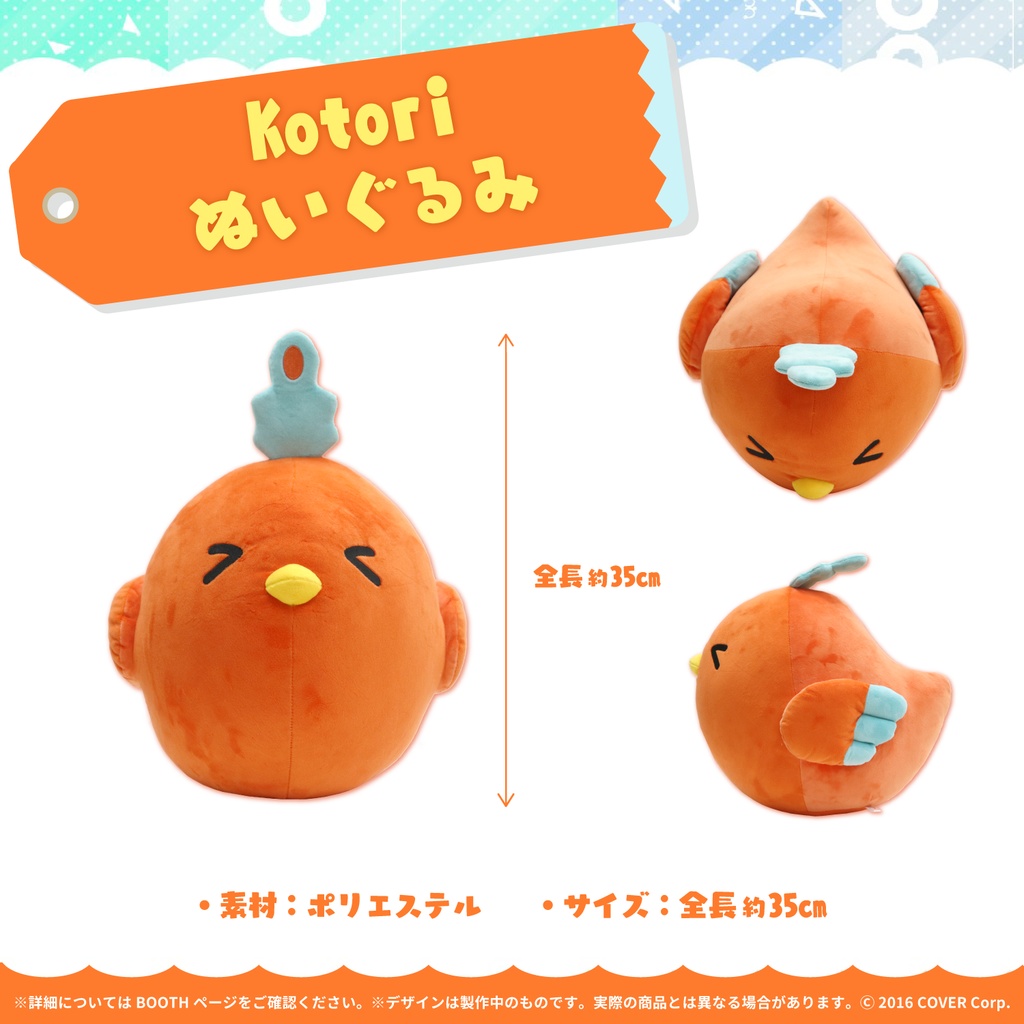 Kotori
ぬいぐるみ
全長約35cm
・素材：ポリエステル
・サイズ：全長約35cm
※詳細については BOOTH ページをご確認ください。※デザインは製作中のものです。実際の商品とは異なる場合があります。© 2016 COVER Corp.